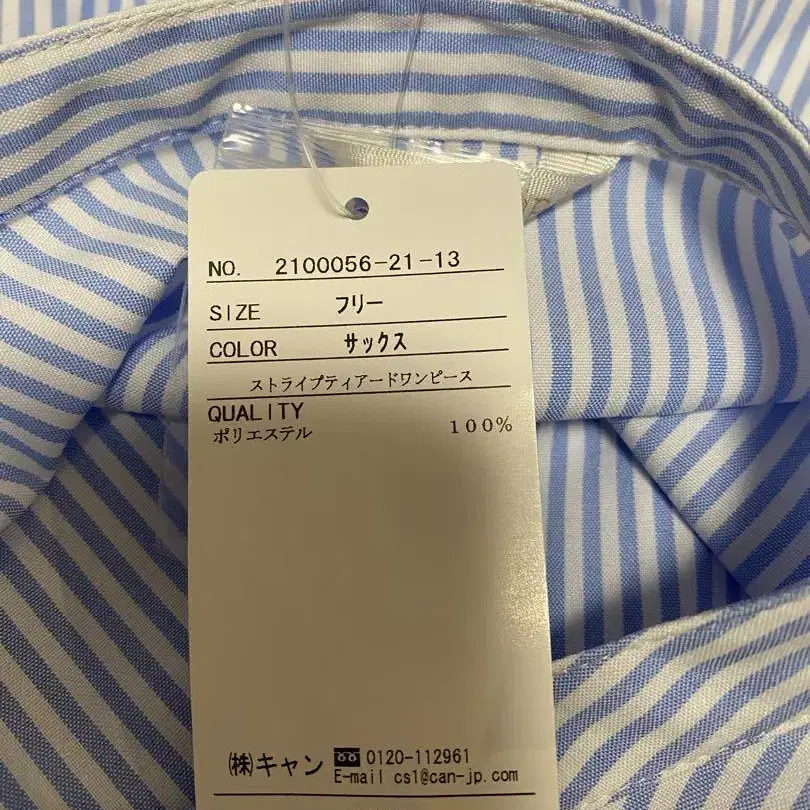 NO. 2100056-21-13
SIZE フリー
COLOR サックス
ストライプティアードワンピース
QUALITY
ポリエステル 100%
㈱キャン 0120-112961
E-mail cs1@can-jp.com